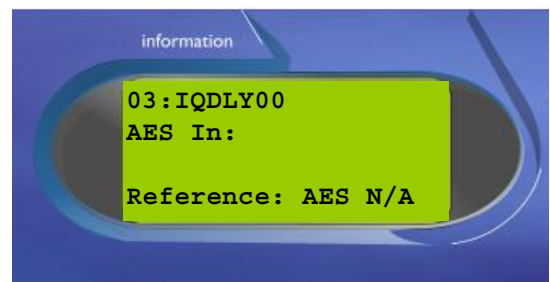 information
03:IQDLY00
AES In:
Reference: AES N/A